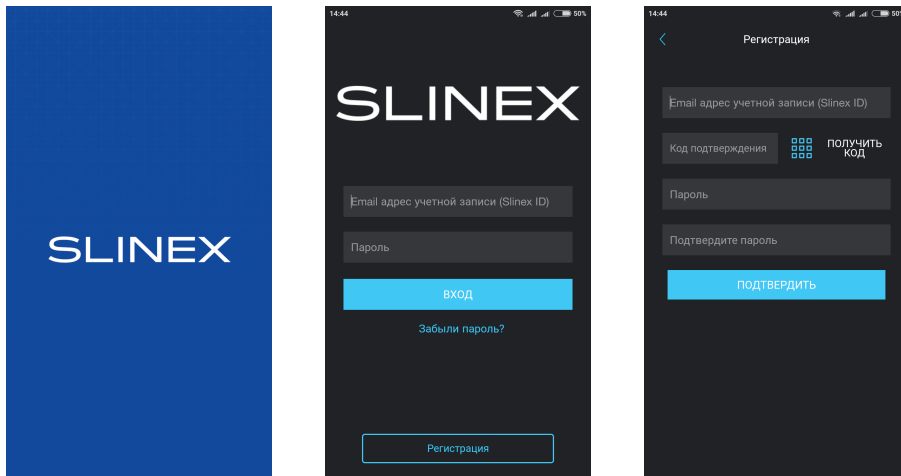 SLINEX
14:44
50%
SLINEX
Email адрес учетной записи (Slinex ID)
Пароль
ВХОД
Забыли пароль?
Регистрация
14:44
50%
Регистрация
Email адрес учетной записи (Slinex ID)
Код подтверждения
ПОЛУЧИТЬ
КОД
Пароль
Подтвердите пароль
ПОДТВЕРДИТЬ